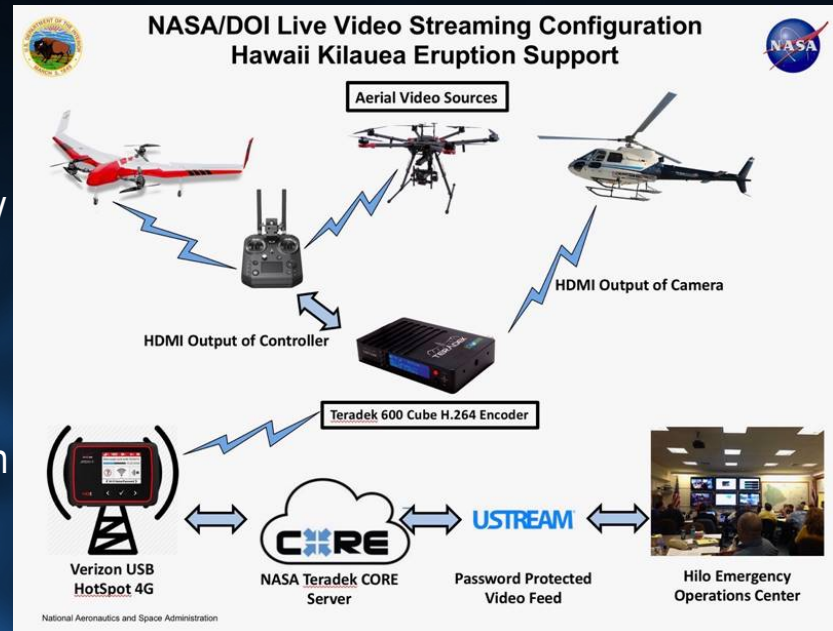 NASA/DOI Live Video Streaming Configuration
Hawaii Kilauea Eruption Support
NASA
Aerial Video Sources
HDMI Output of Camera
HDMI Output of Controller
TERADEK
Teradek 600 Cube H.264 Encoder
CORE
USTREAM
Verizon USB
HotSpot 4G
NASA Teradek CORE
Server
Password Protected
Video Feed
Hilo Emergency
Operations Center
National Aeronautics and Space Administration